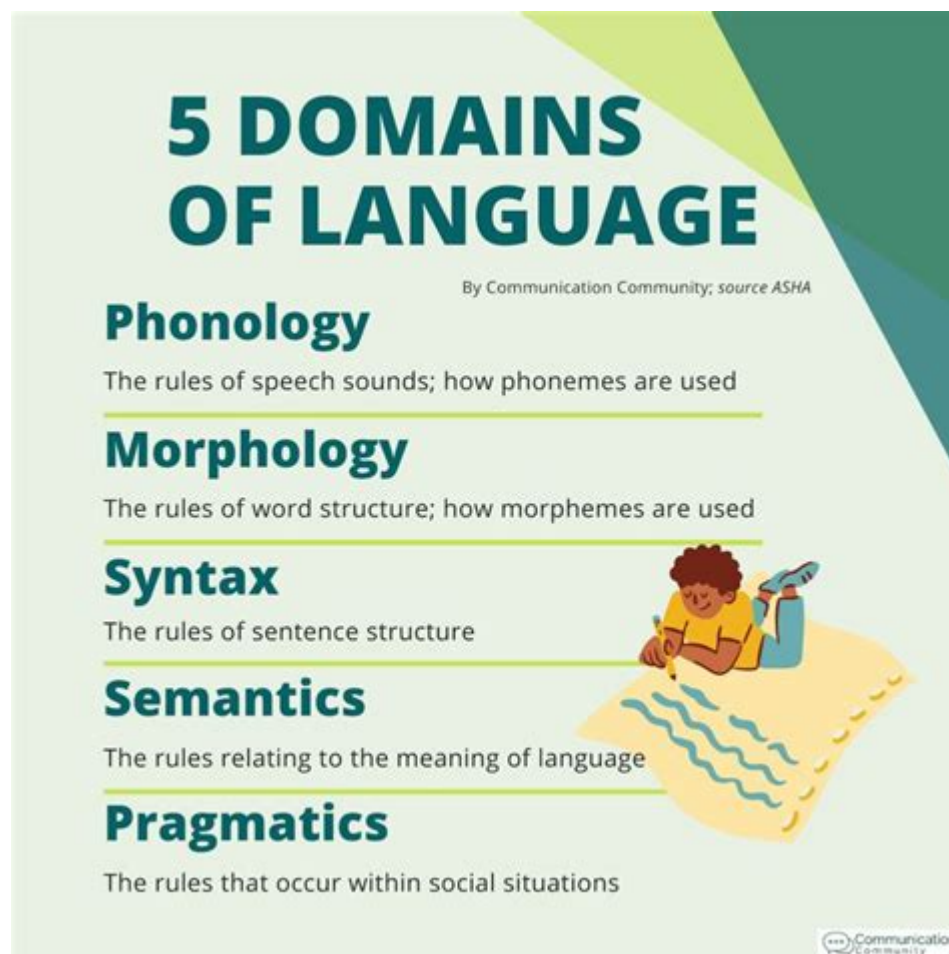 5 DOMAINS
OF LANGUAGE
By Communication Community; source ASHA
Phonology
The rules of speech sounds; how phonemes are used
Morphology
The rules of word structure; how morphemes are used
Syntax
The rules of sentence structure
Semantics
The rules relating to the meaning of language
Pragmatics
The rules that occur within social situations
Communicatio
Community